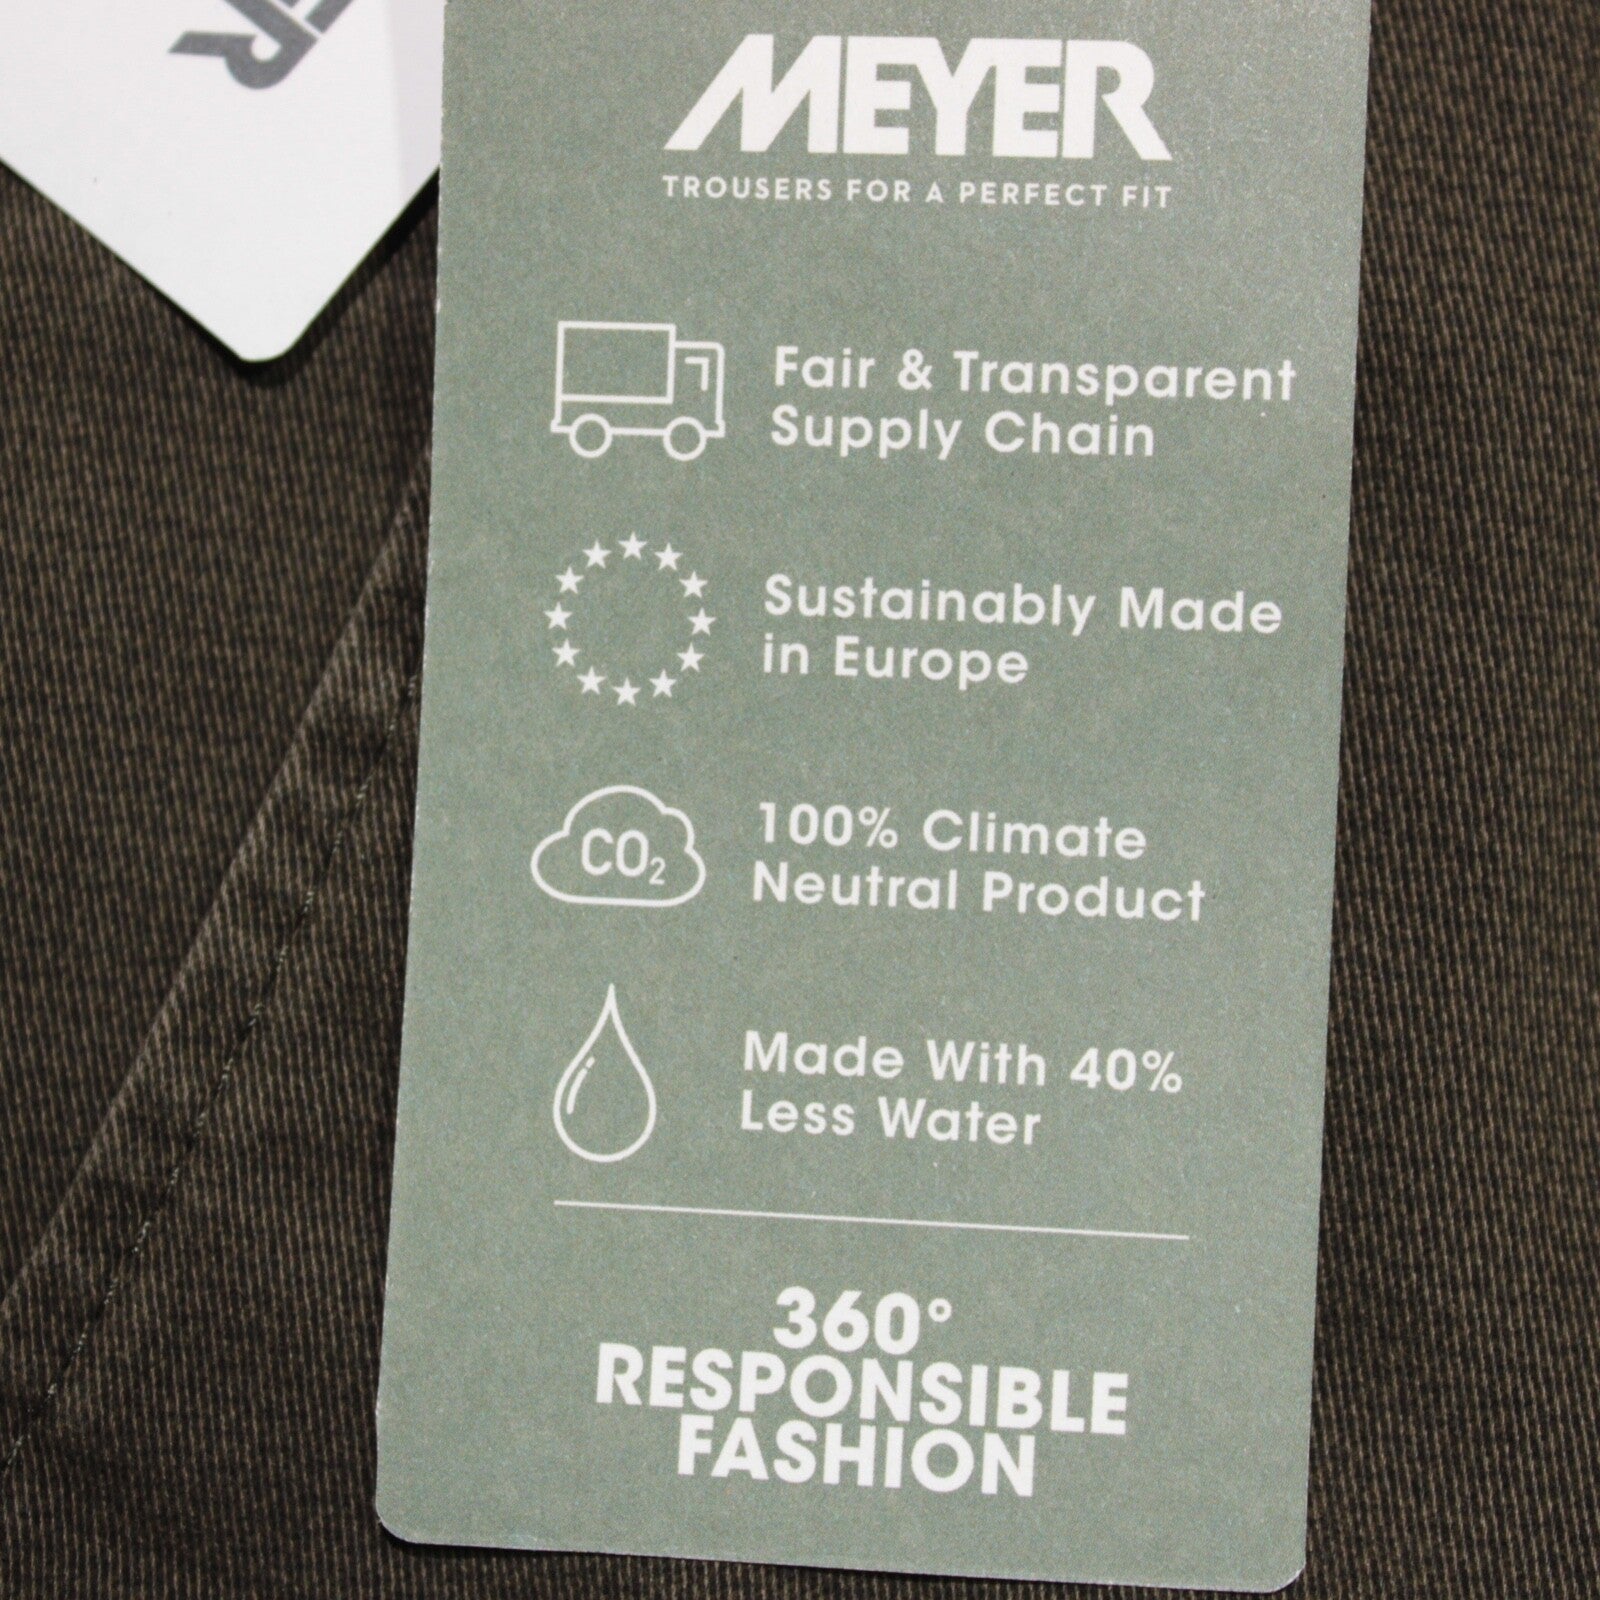 MEYER
TROUSERS FOR A PERFECT FIT
Fair & Transparent
Supply Chain
Sustainably Made
in Europe
CO₂
100% Climate
Neutral Product
Made With 40%
Less Water
360°
RESPONSIBLE
FASHION